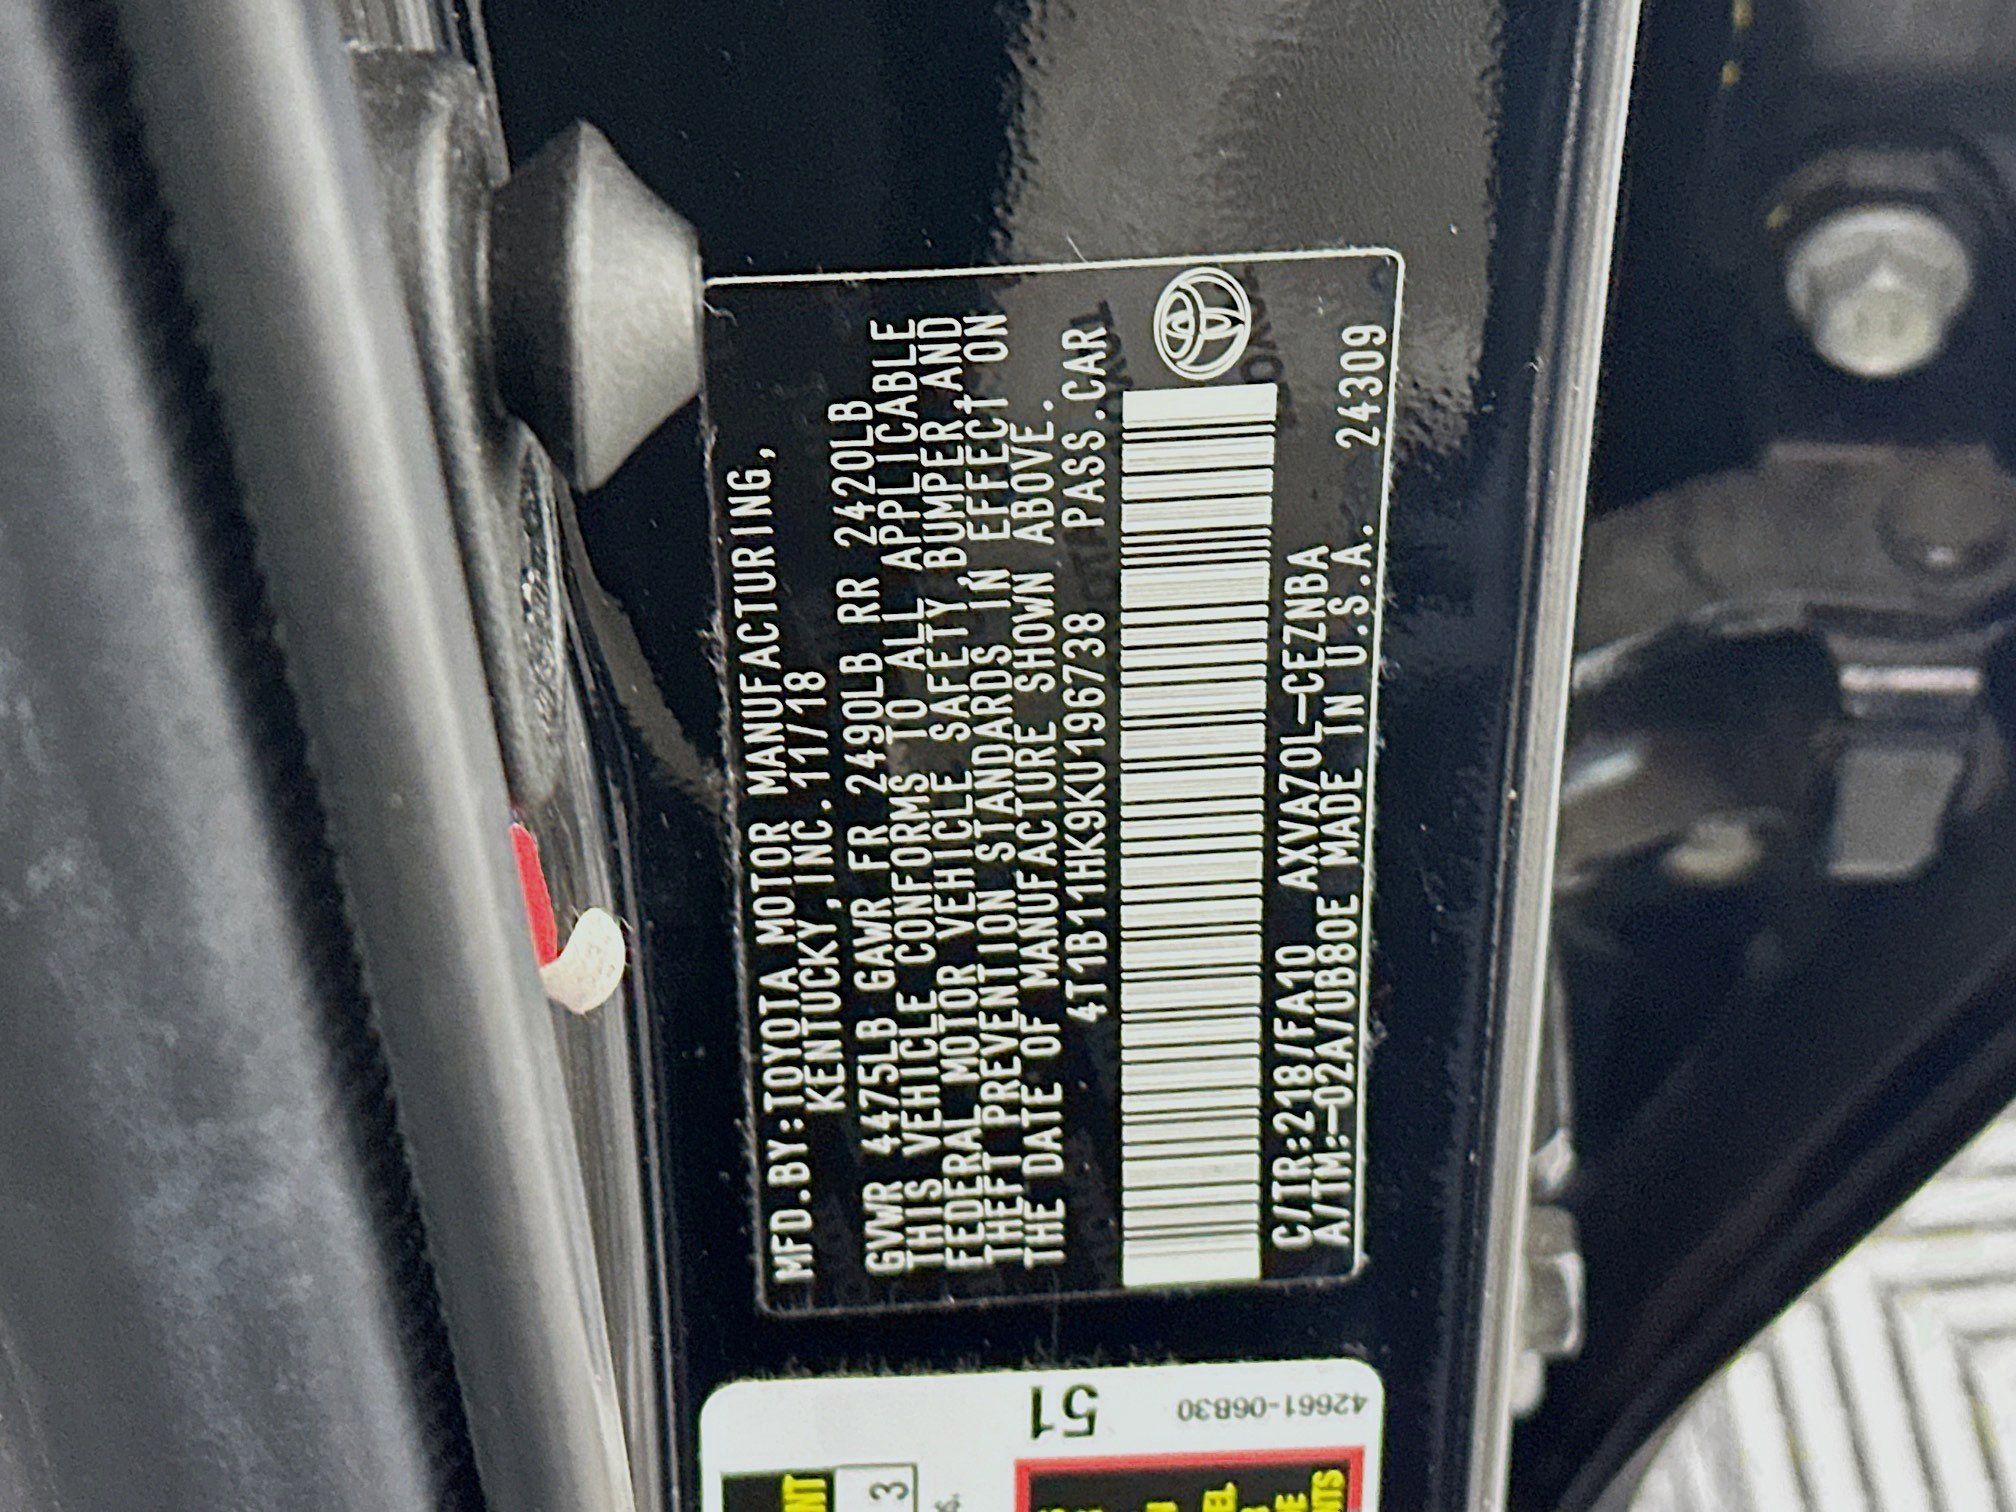 MFD.BY:TOYOTA MOTOR MANUFACTURING,
KENTUCKY, INC. 11/18
GVWR 4475LB GAWR FR 2490LB RR 2420LB
THIS VEHICLE CONFORMS TO ALL APPLICABLE
FEDERAL MOTOR VEHICLE SAFETY,BUMPER,AND
THEFT PREVENTION STANDARDS IN EFFECT ON
THE DATE OF MANUFACTURE SHOWN ABOVE.
4T1B11HK9KU196738 PASS.CAR
C/TR:218/FA10 AXVA70L-CEZNBA
A/TM:-02A/UB80E MADE IN U.S.A. 24309
51
42661-06B30
3